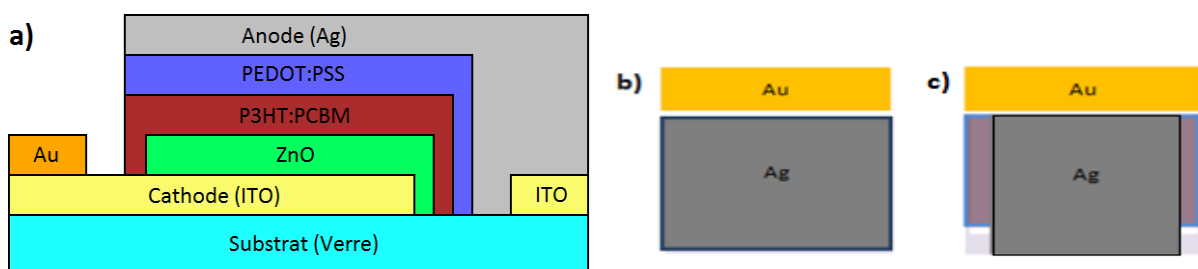 a)
Anode (Ag)
PEDOT:PSS
P3HT:PCBM
Au
ZnO
Cathode (ITO)
ITO
Substrat (Verre)
b)
Au
Ag
c)
Au
Ag